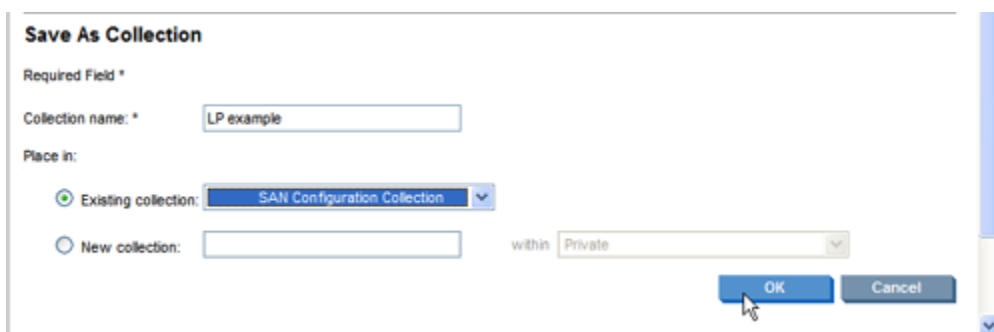 Save As Collection
Required Field *
Collection name: * LP example
Place in:
Existing collection: SAN Configuration Collection
New collection: within Private
OK Cancel